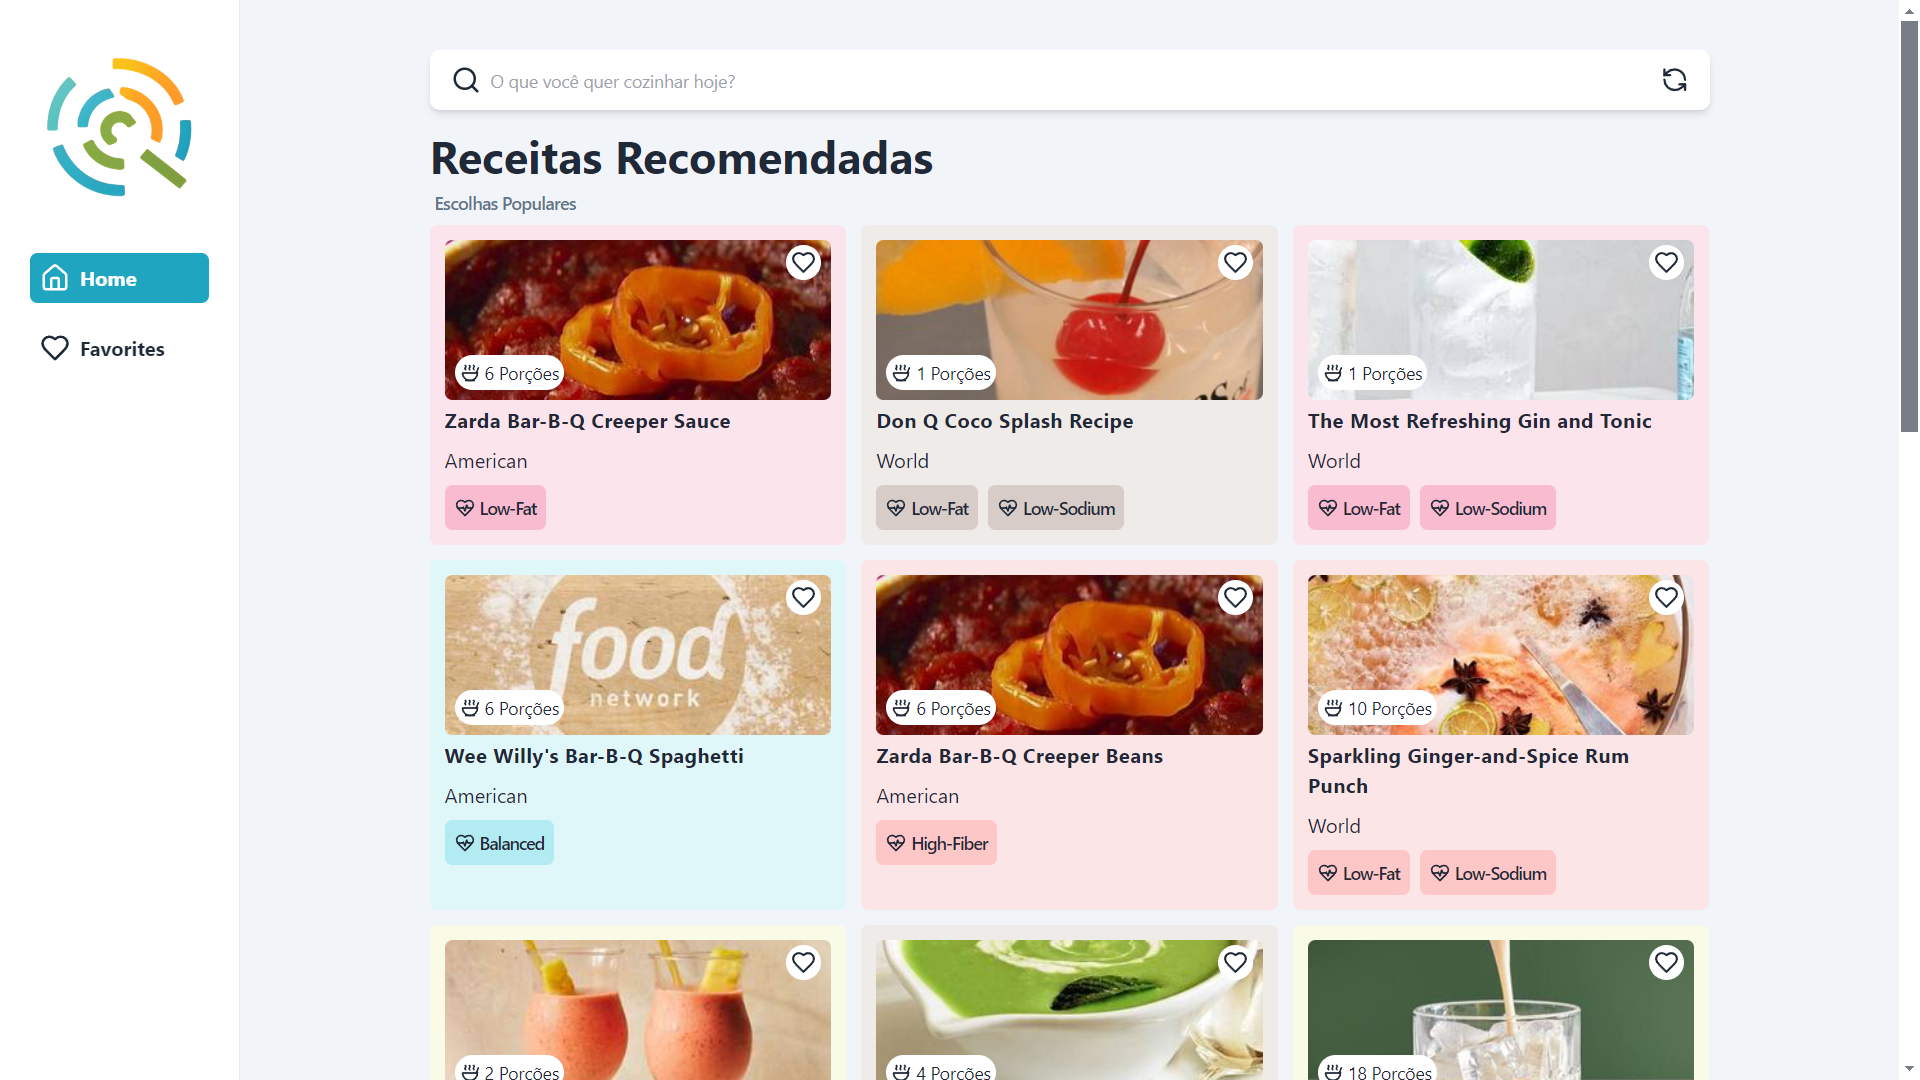 O que você quer cozinhar hoje?
Receitas Recomendadas
Escolhas Populares
Home
Favorites
6 Porções
Zarda Bar-B-Q Creeper Sauce
American
Low-Fat
1 Porções
Don Q Coco Splash Recipe
World
Low-Fat
Low-Sodium
1 Porções
The Most Refreshing Gin and Tonic
World
Low-Fat
Low-Sodium
food
network
6 Porções
Wee Willy's Bar-B-Q Spaghetti
American
Balanced
6 Porções
Zarda Bar-B-Q Creeper Beans
American
High-Fiber
10 Porções
Sparkling Ginger-and-Spice Rum
Punch
World
Low-Fat
Low-Sodium
2 Porções
4 Porções
18 Porções